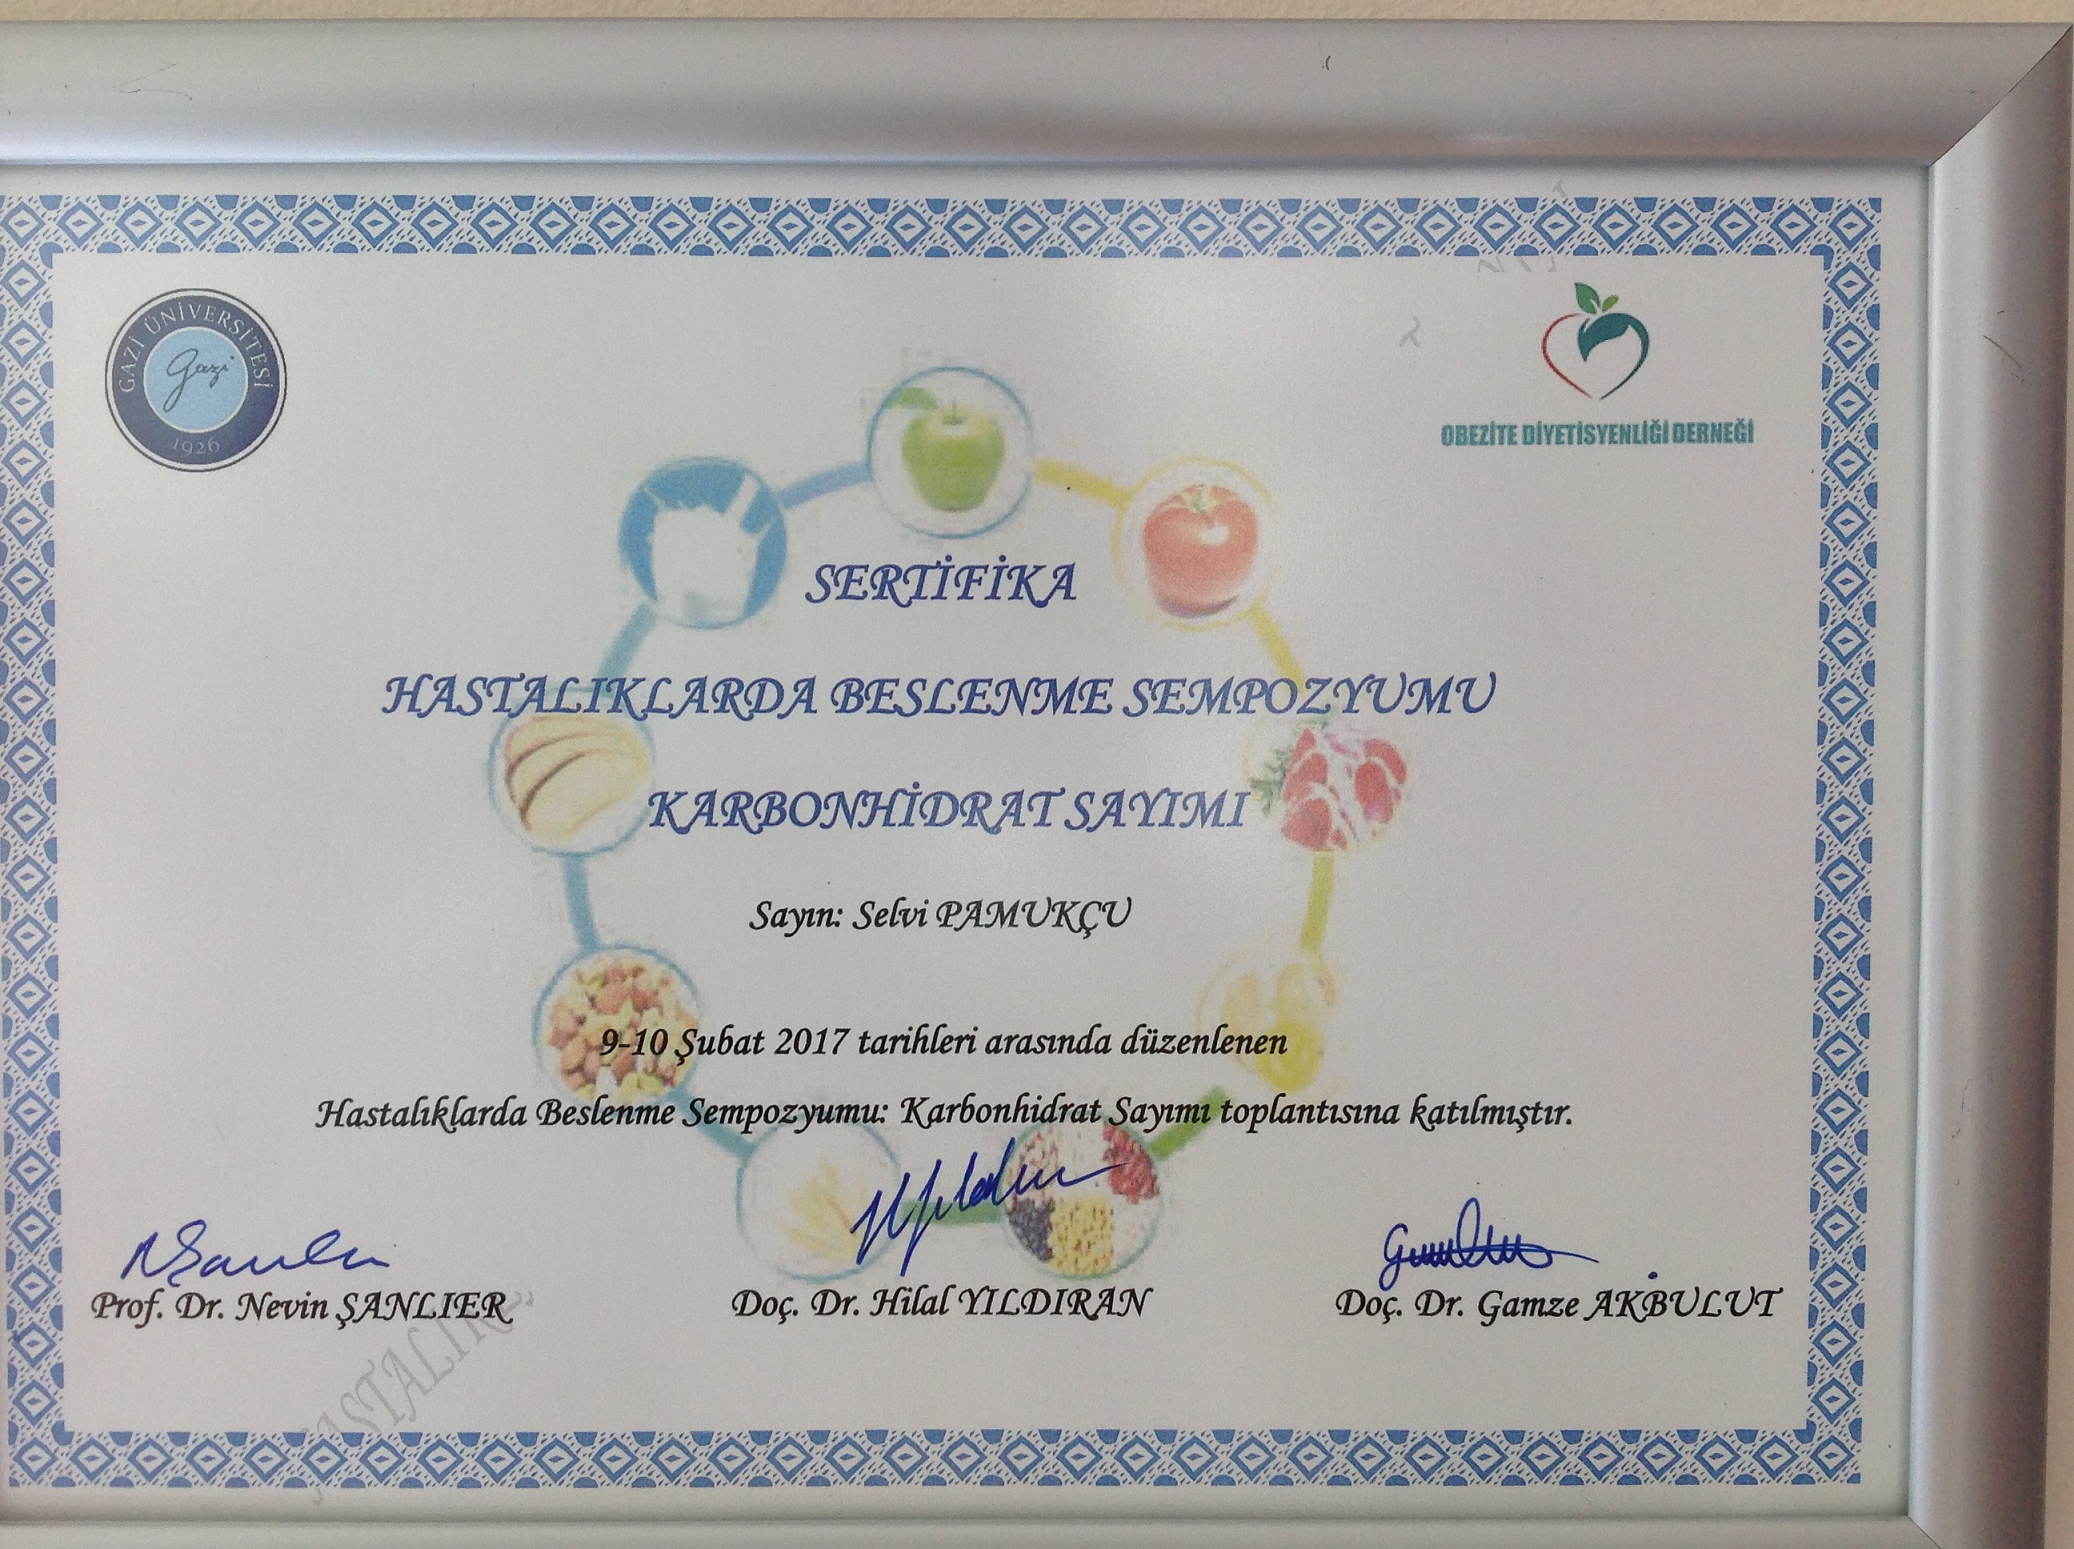 GAZİ ÜNİVERSİTESİ
gazi
1926
OBEZİTE DİYETİSYENLİĞİ DERNEĞİ
SERTİFİKA
HASTALIKLARDA BESLENME SEMPOZYUMU
KARBONHİDRAT SAYIMI
Sayın: Selvi PAMUKÇU
9-10 Şubat 2017 tarihleri arasında düzenlenen
Hastalıklarda Beslenme Sempozyumu: Karbonhidrat Sayımı toplantısına katılmıştır.
Prof. Dr. Nevin ŞANLIER
Doç. Dr. Hilal YILDIRAN
Doç. Dr. Gamze AKBULUT